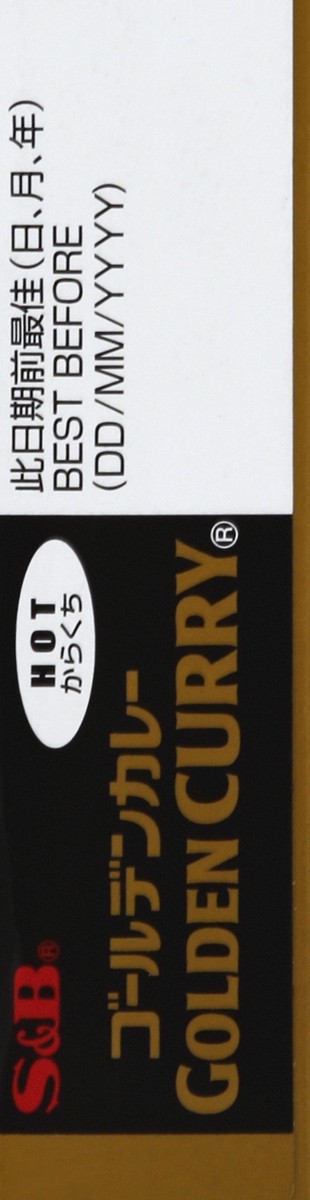 S&B®
HOT
からくち
ゴールデンカレー
GOLDEN CURRY®
此日期前最佳(日、月、年)
BEST BEFORE
(DD/MM/YYYY)